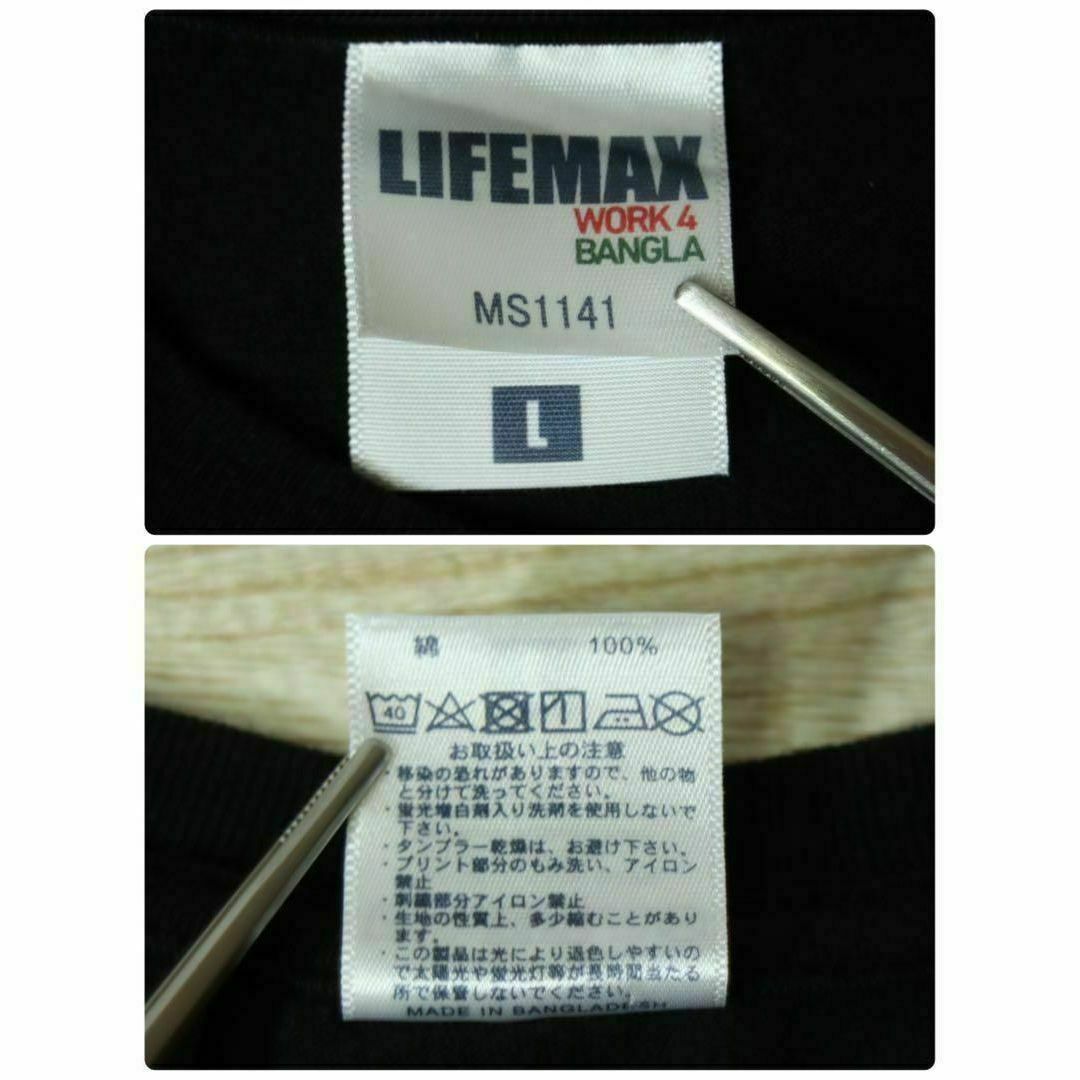 LIFEMAX
WORK 4
BANGLA
MS1141
L
綿 100%
40
お取扱い上の注意
・移染の恐れがありますので、他の物
と分けて洗ってください。
・蛍光増白剤入り洗剤を使用しないで
下さい。
・タンブラー乾燥は、お避け下さい。
・プリント部分のもみ洗い、アイロン
禁止
・刺繍部分アイロン禁止
・生地の性質上、多少縮むことがあり
ます。
・この製品は光により退色しやすいの
で太陽光や蛍光灯等が長時間当たる
所で保管しないでください。
MADE IN BANGLADESH